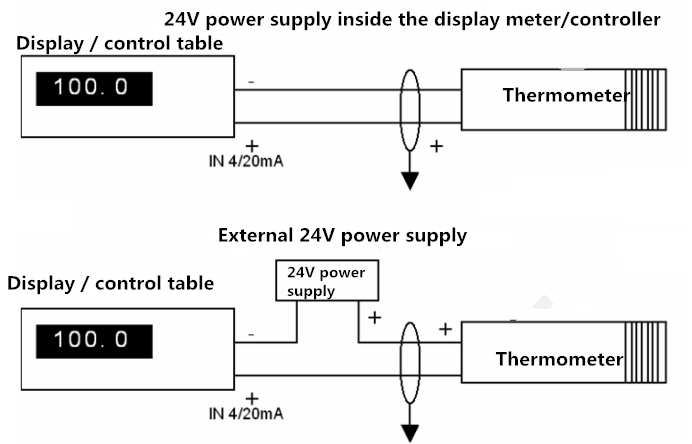 24V power supply inside the display meter/controller
Display / control table
100. 0
-
Thermometer
+
+
IN 4/20mA
External 24V power supply
Display / control table
24V power
supply
+
100. 0
-
+
Thermometer
+
IN 4/20mA